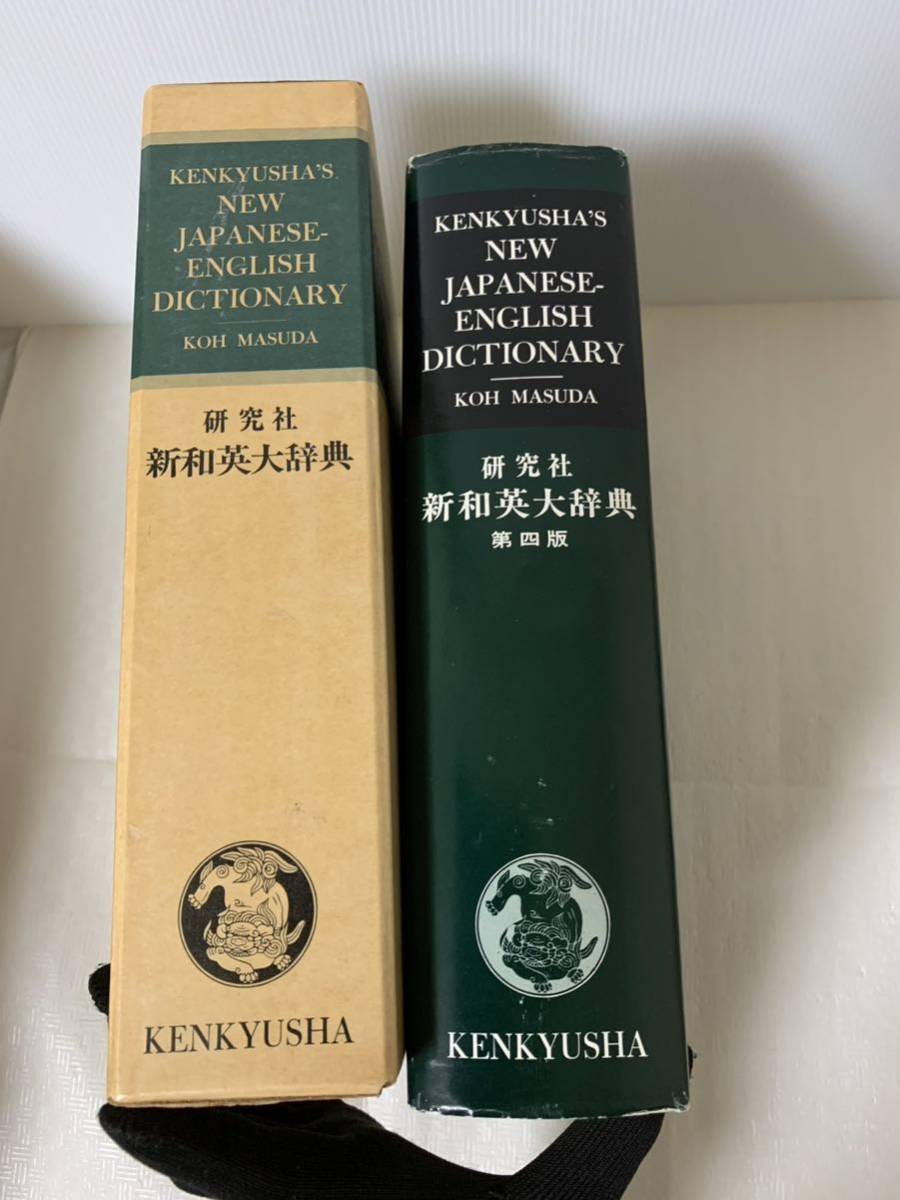 KENKYUSHA'S
NEW
JAPANESE-
ENGLISH
DICTIONARY
KOH MASUDA
研究社
新和英大辞典
KENKYUSHA
KENKYUSHA'S
NEW
JAPANESE-
ENGLISH
DICTIONARY
KOH MASUDA
研究社
新和英大辞典
第四版
KENKYUSHA